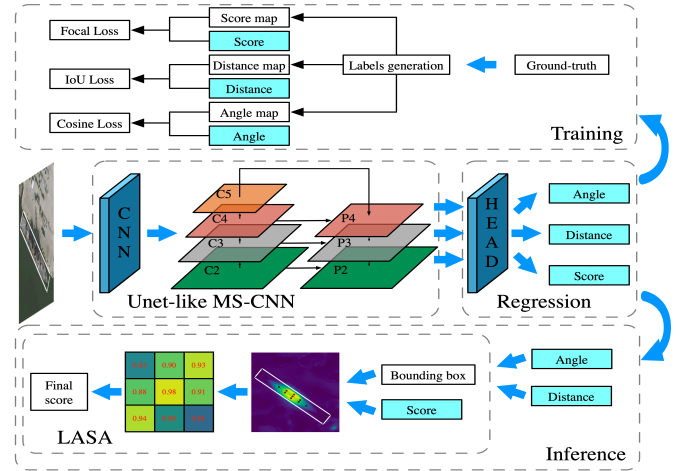 Score map
Focal Loss
Score
Distance map
IoU Loss
Labels generation
Ground-truth
Distance
Angle map
Cosine Loss
Angle
Training
CNN
C5
C4
C3
C2
P4
P3
P2
Unet-like MS-CNN
HEAD
Angle
Distance
Score
Regression
0.90
0.93
0.88
0.98
0.91
0.94
Final score
LASA
Bounding box
Score
Angle
Distance
Inference